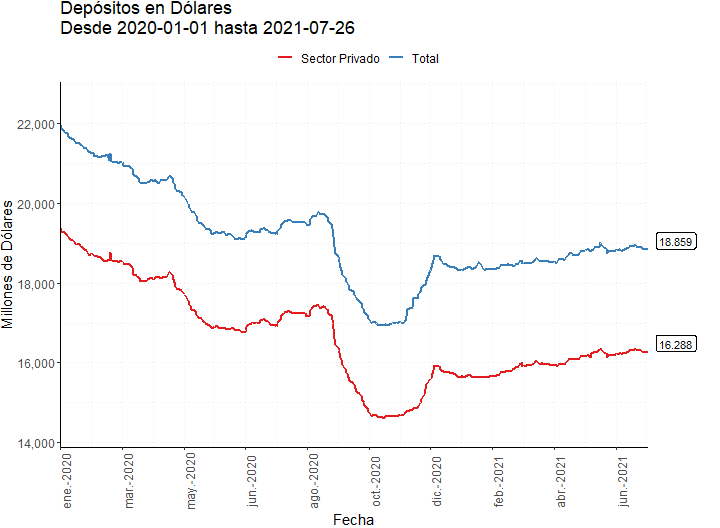 Depósitos en Dólares
Desde 2020-01-01 hasta 2021-07-26
Sector Privado Total
Millones de Dólares
22,000
20,000
18,000
16,000
14,000
18.859
16.288
ene.-2020
mar.-2020
may.-2020
jun.-2020
ago.-2020
oct.-2020
dic.-2020
feb.-2021
abr.-2021
jun.-2021
Fecha